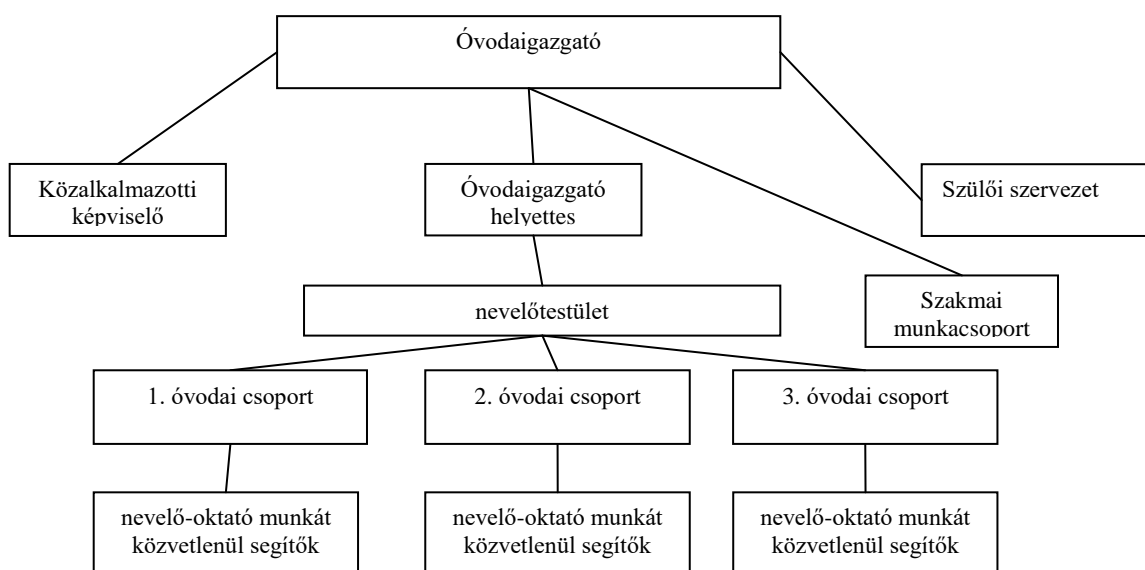 Óvodaigazgató
Közalkalmazotti
képviselő
Óvodaigazgató
helyettes
Szülői szervezet
Szakmai
munkacsoport
nevelőtestület
1. óvodai csoport
2. óvodai csoport
3. óvodai csoport
nevelő-oktató munkát
közvetlenül segítők
nevelő-oktató munkát
közvetlenül segítők
nevelő-oktató munkát
közvetlenül segítők